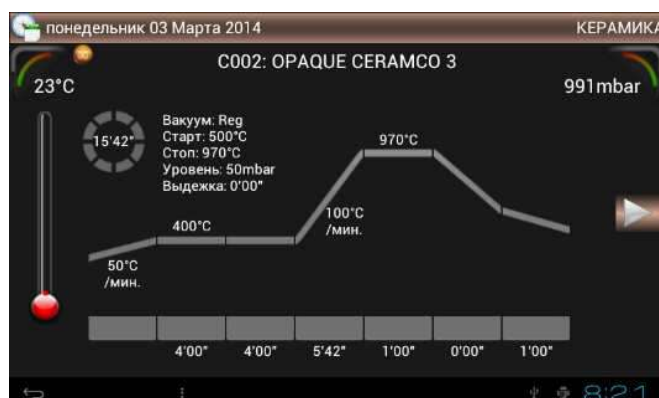 понедельник 03 Марта 2014 КЕРАМИКА
C002: OPAQUE CERAMCO 3
23°C 991mbar
15'42"
Вакуум: Reg
Старт: 500°C
Стоп: 970°C
Уровень: 50mbar
Выдежка: 0'00"
970°C
400°C
100°C
/мин.
50°C
/мин.
4'00" 4'00" 5'42" 1'00" 0'00" 1'00"
8:21